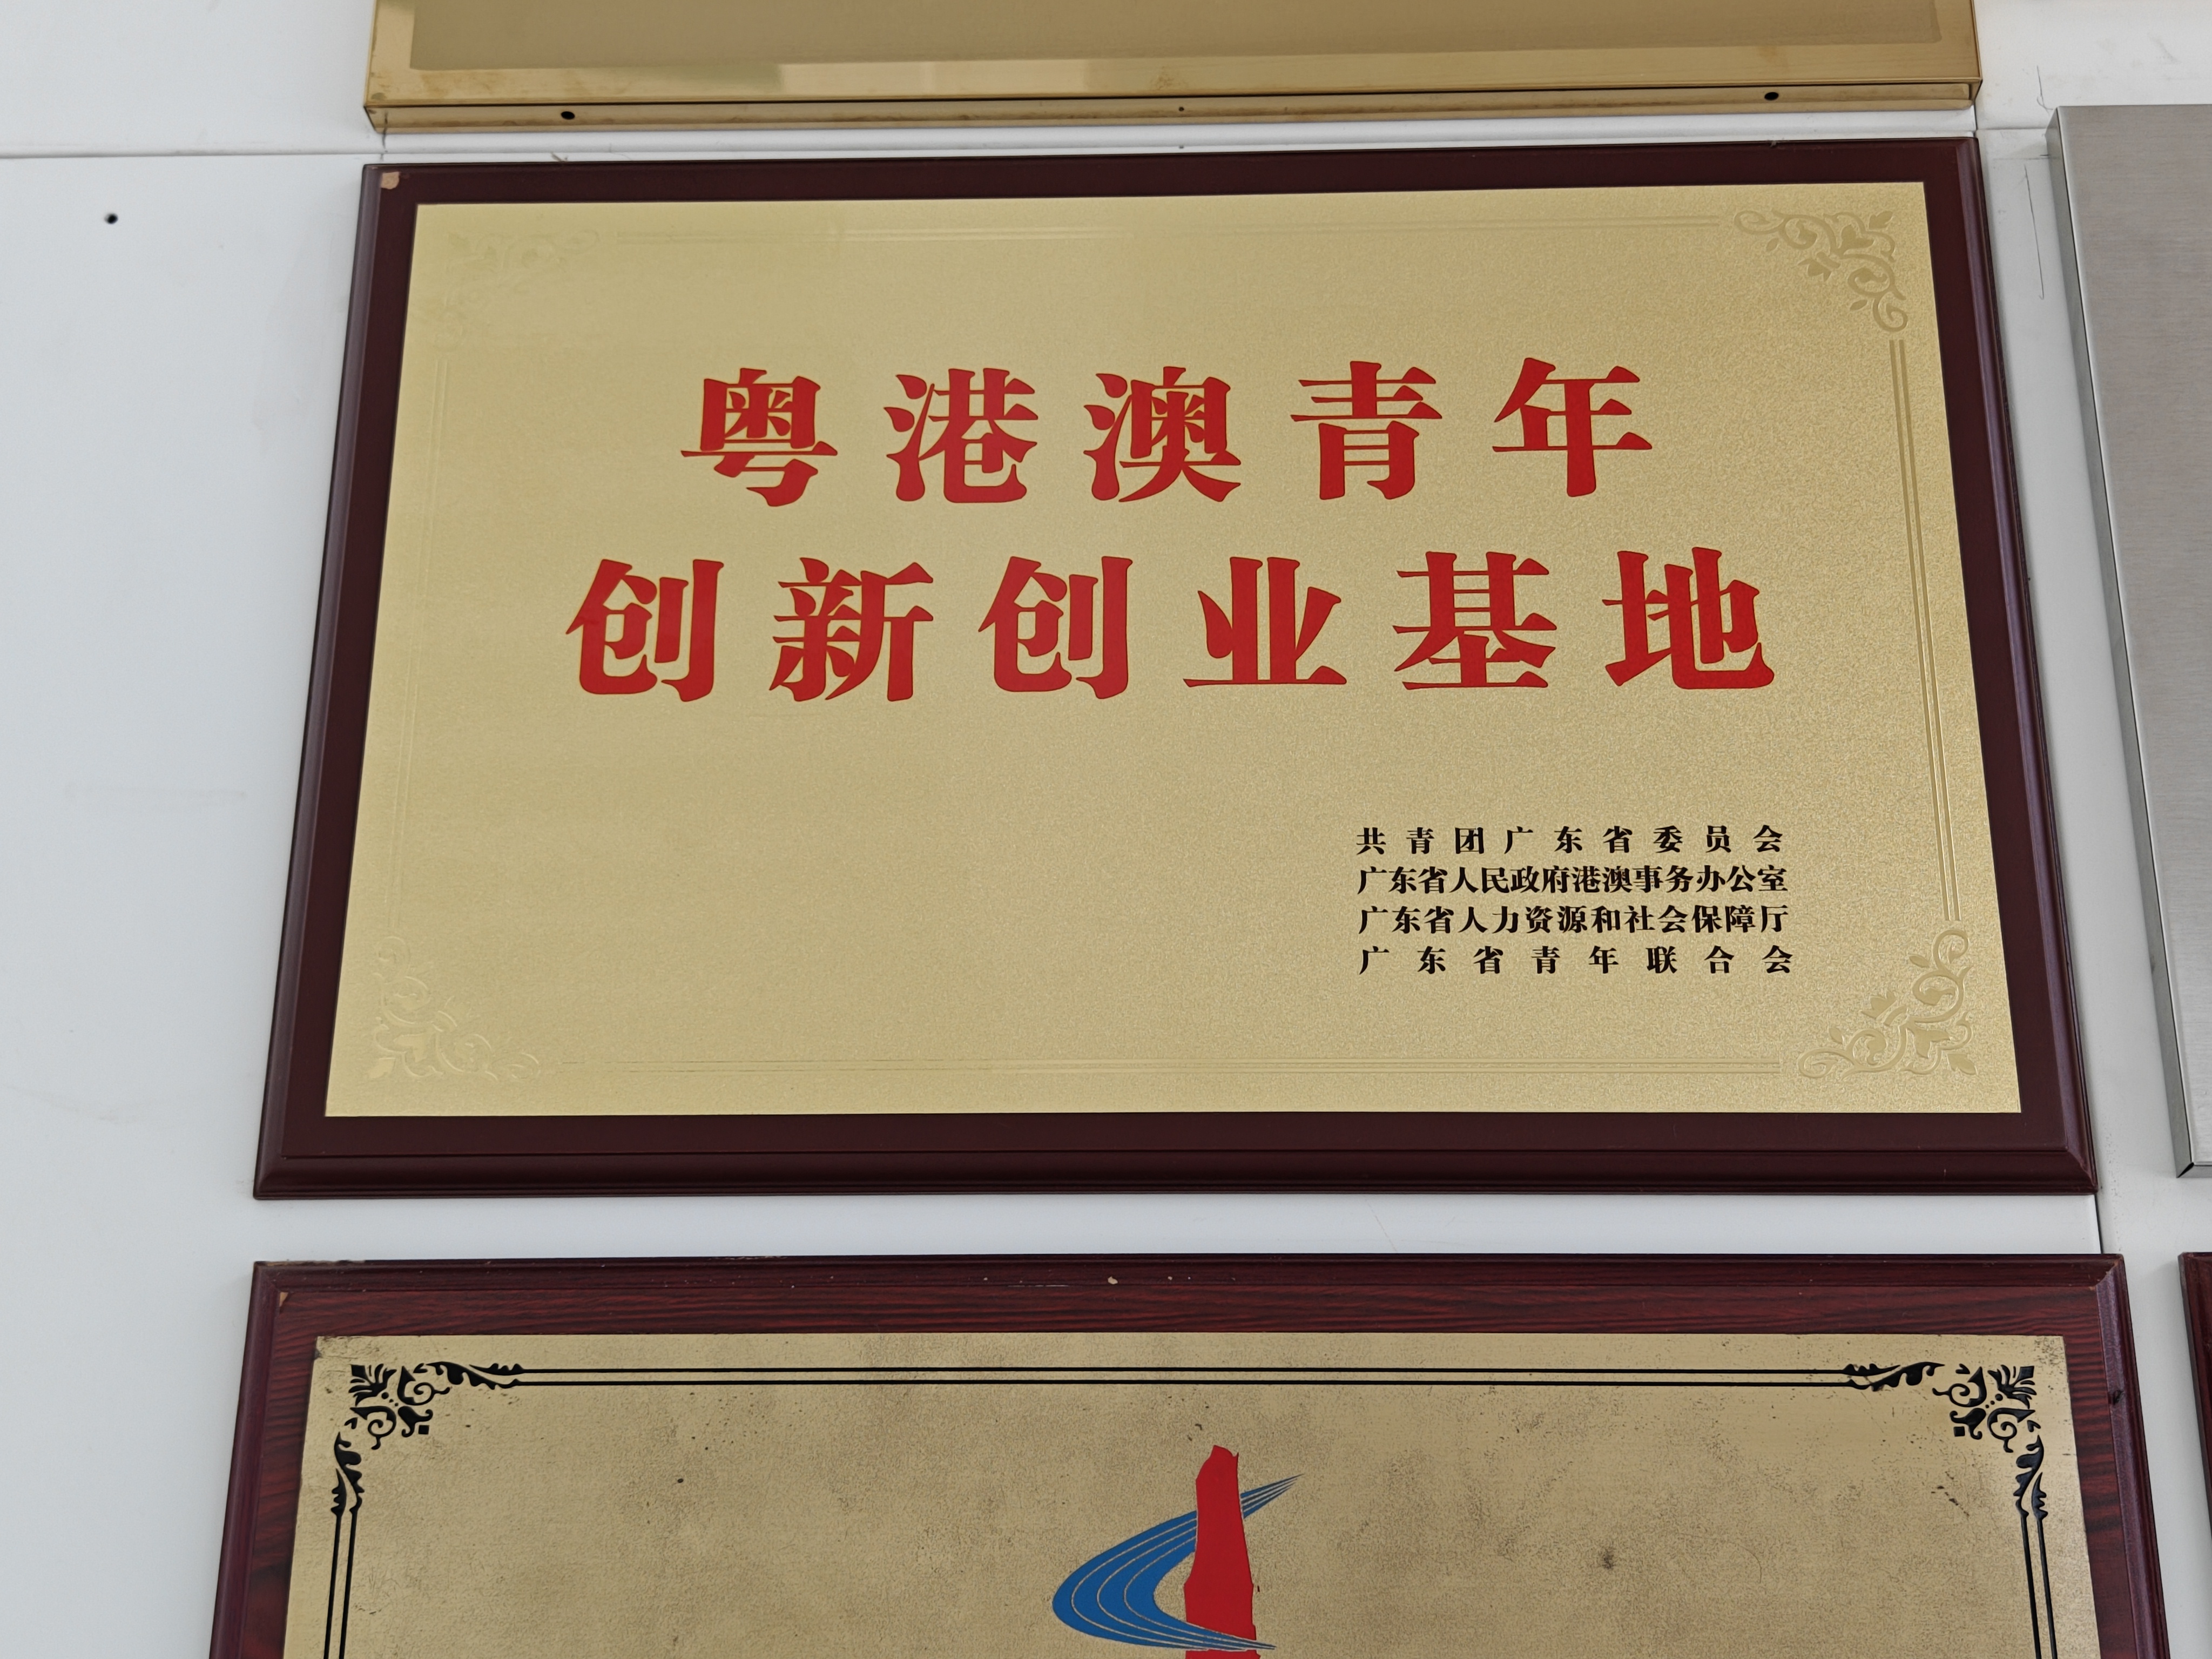 粤港澳青年
创新创业基地
共青团广东省委员会
广东省人民政府港澳事务办公室
广东省人力资源和社会保障厅
广东省青年联合会